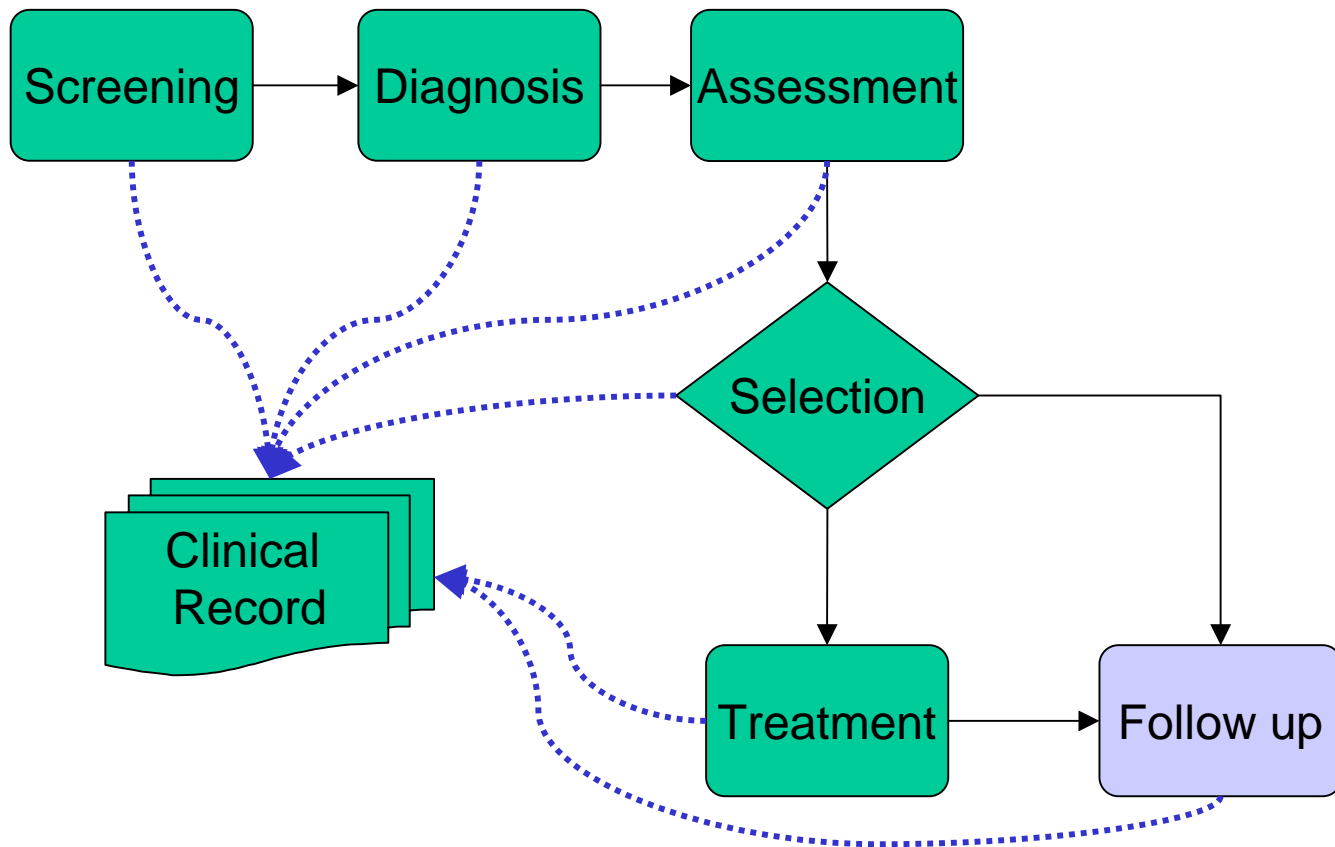 Screening
Diagnosis
Assessment
Selection
Clinical
Record
Treatment
Follow up